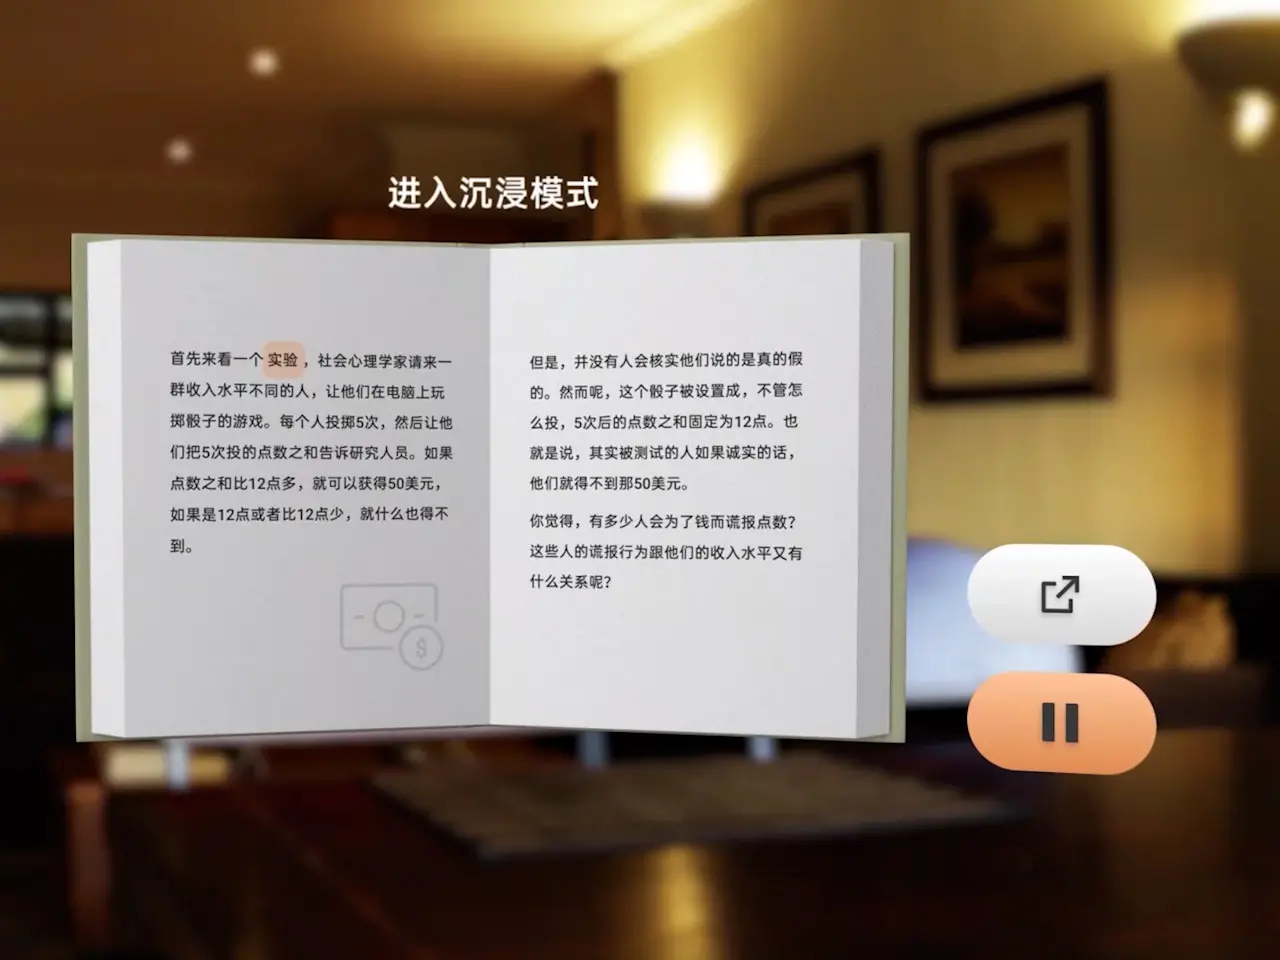 进入沉浸模式
首先来看一个 实验 ，社会心理学家请来一
群收入水平不同的人，让他们在电脑上玩
掷骰子的游戏。每个人投掷5次，然后让他
们把5次投的点数之和告诉研究人员。如果
点数之和比12点多，就可以获得50美元，
如果是12点或者比12点少，就什么也得不
到。
$
但是，并没有人会核实他们说的是真的假
的。然而呢，这个骰子被设置成，不管怎
么投，5次后的点数之和固定为12点。也
就是说，其实被测试的人如果诚实的话，
他们就得不到那50美元。
你觉得，有多少人会为了钱而谎报点数？
这些人的谎报行为跟他们的收入水平又有
什么关系呢？